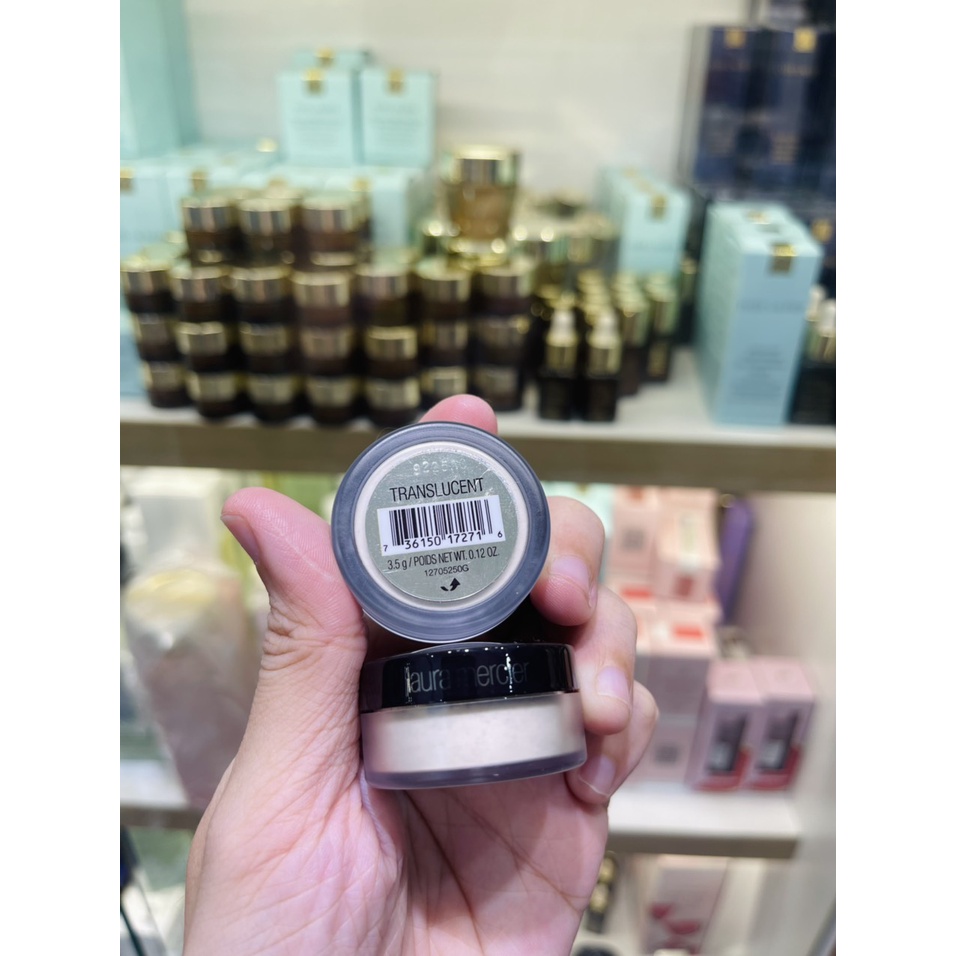 TRANSLUCENT
7 36150 17271 6
3.5 g / POIDS NET WT. 0.12 OZ.
12705250G
laura mercier